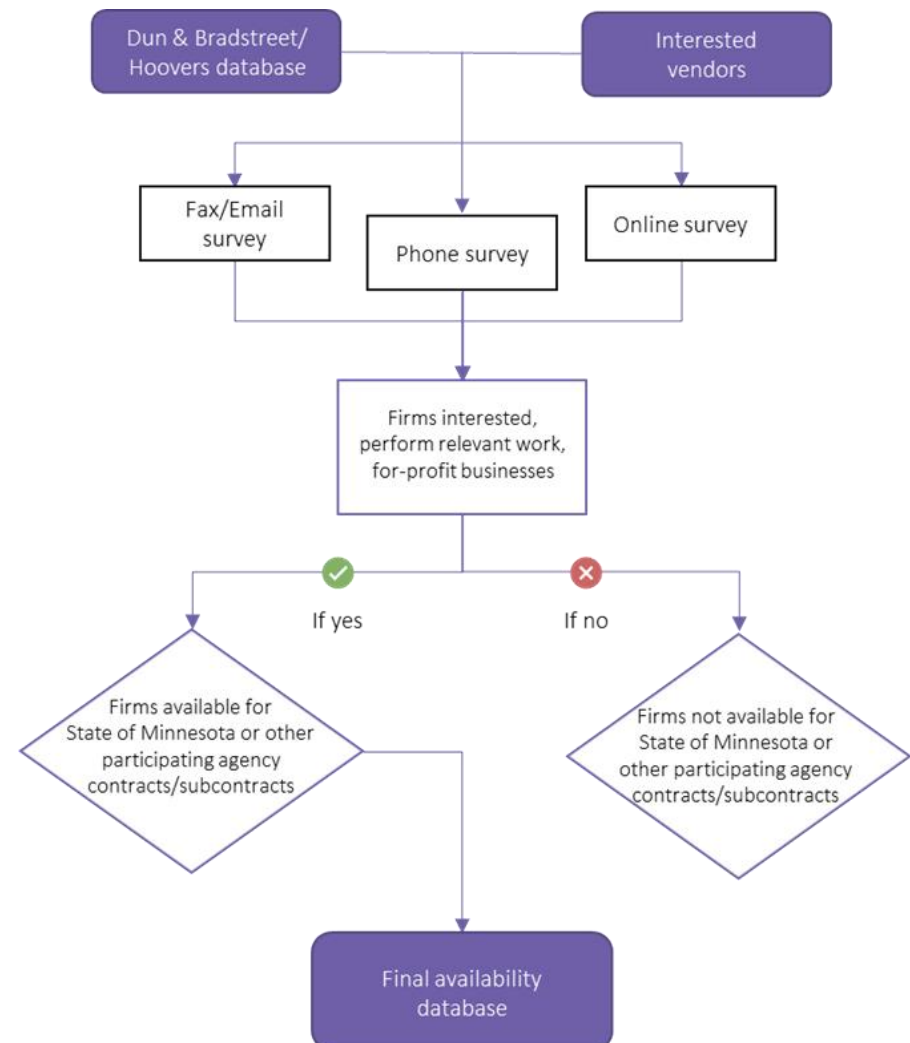 Dun & Bradstreet/
Hoovers database
Interested
vendors
Fax/Email
survey
Phone survey
Online survey
Firms interested,
perform relevant work,
for-profit businesses
If yes
If no
Firms available for
State of Minnesota or other
participating agency
contracts/subcontracts
Firms not available for
State of Minnesota or
other participating agency
contracts/subcontracts
Final availability
database